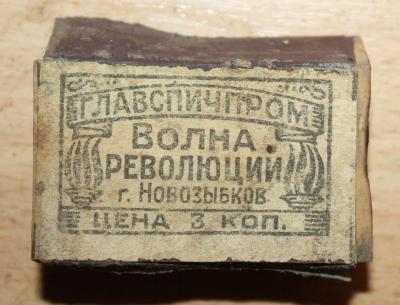 ГЛАВСПИЧПРОМ
ВОЛНА
РЕВОЛЮЦИИ
г. НОВОЗЫБКОВ
ЦЕНА 3 КОП.